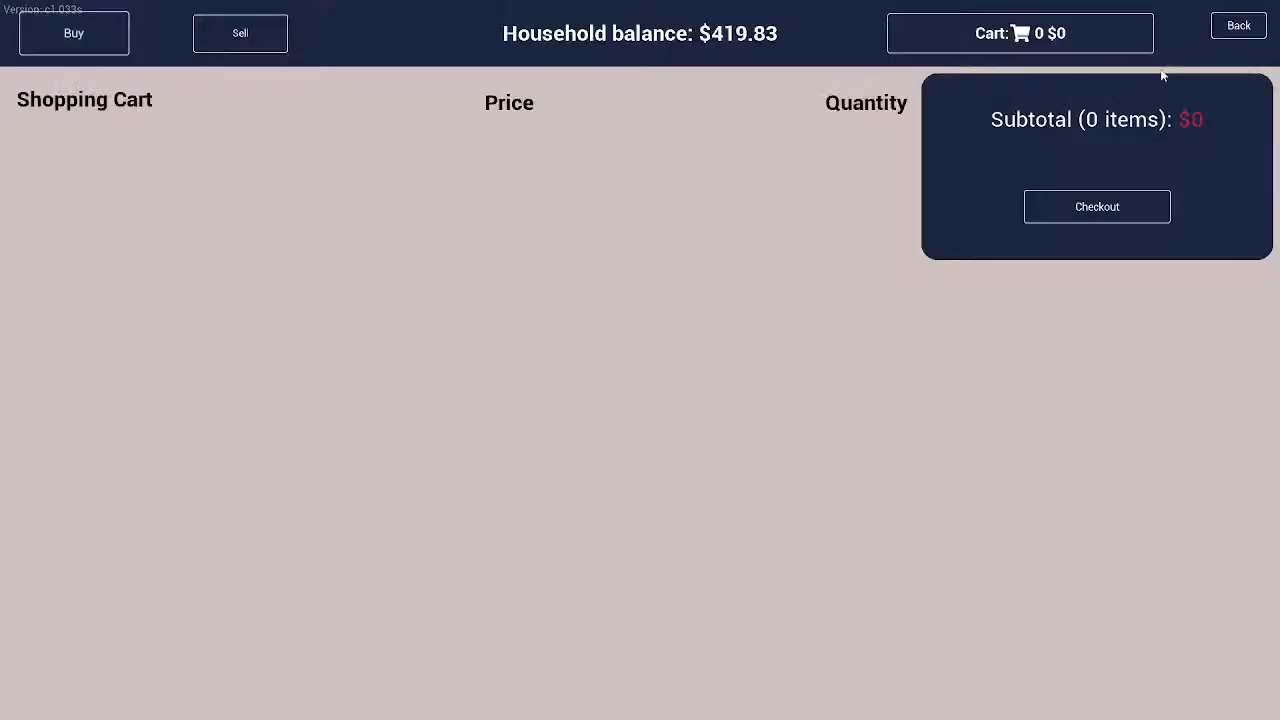 Version: c1.033s
Buy
Sell
Household balance: $419.83
Cart: 0 $0
Back
Shopping Cart
Price
Quantity
Subtotal (0 items): $0
Checkout